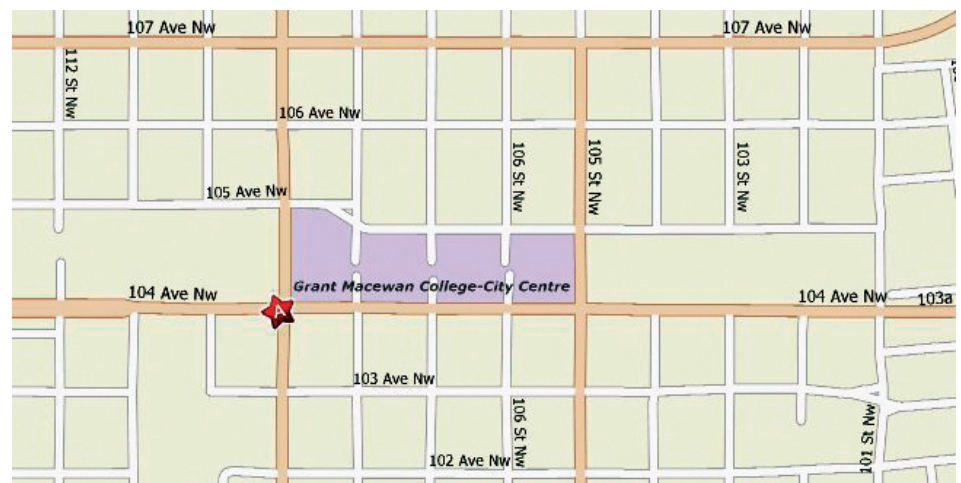 107 Ave Nw
107 Ave Nw
112 St Nw
106 Ave Nw
106 St Nw
105 St Nw
103 St Nw
105 Ave Nw
Grant Macewan College-City Centre
104 Ave Nw
A
104 Ave Nw
103a
103 Ave Nw
106 St Nw
101 St Nw
102 Ave Nw